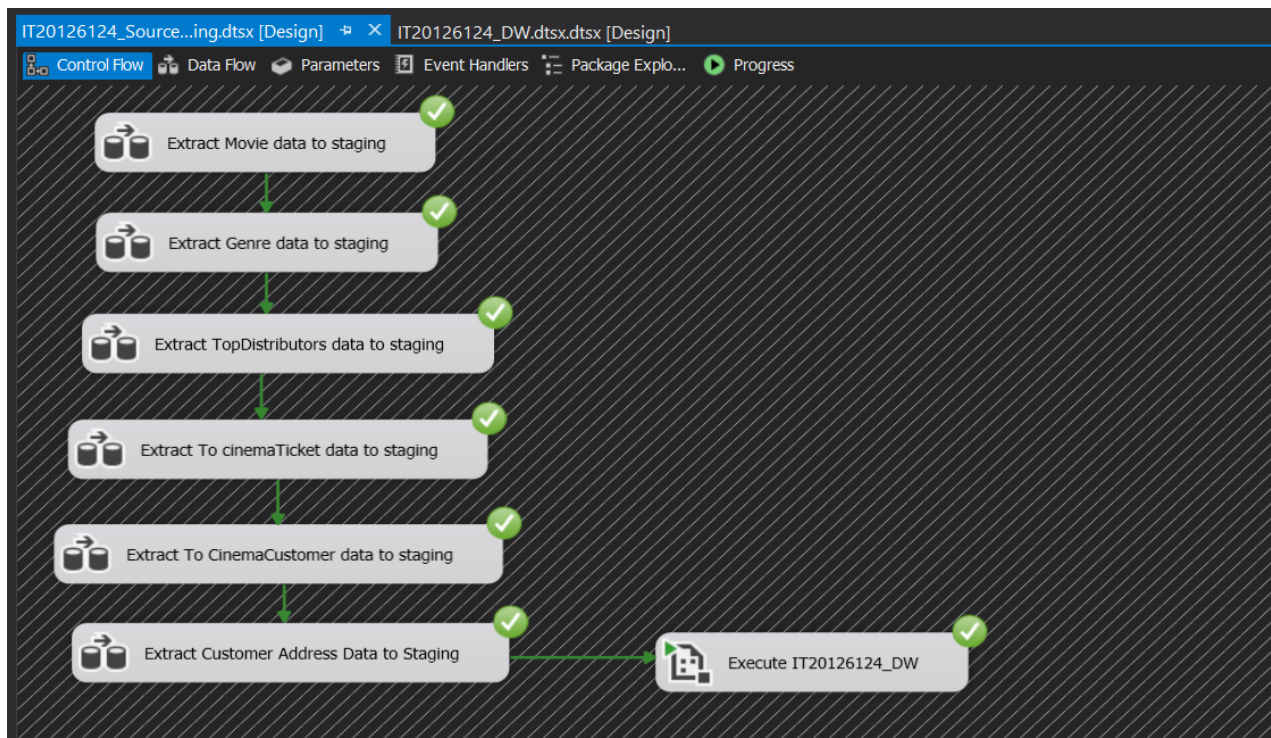 IT20126124_Source...ing.dtsx [Design] IT20126124_DW.dtsx.dtsx [Design]
Control Flow Data Flow Parameters Event Handlers Package Explo... Progress
Extract Movie data to staging
Extract Genre data to staging
Extract TopDistributors data to staging
Extract To cinemaTicket data to staging
Extract To CinemaCustomer data to staging
Extract Customer Address Data to Staging
Execute IT20126124_DW